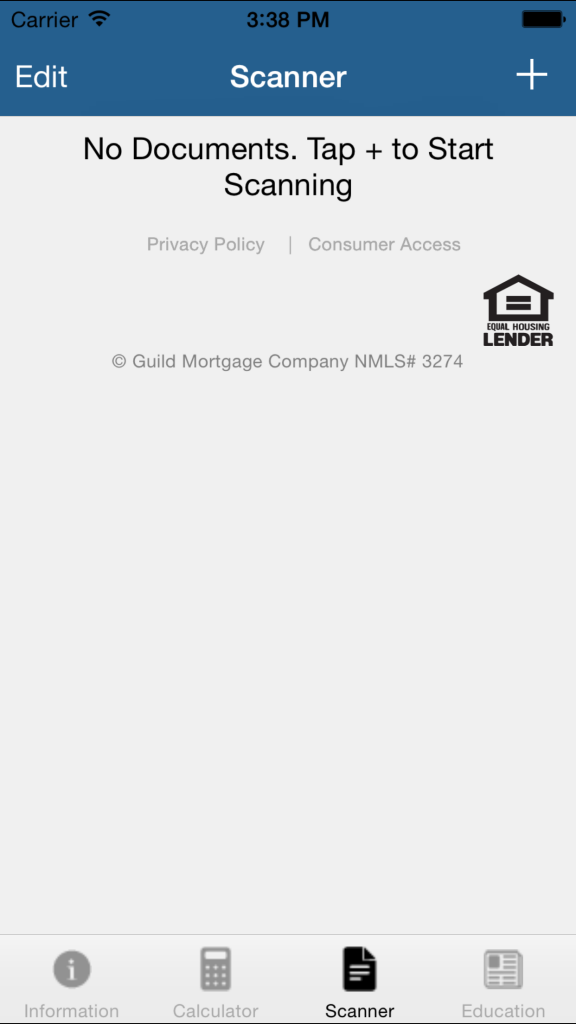 Carrier 3:38 PM
Edit Scanner +
No Documents. Tap + to Start
Scanning
Privacy Policy | Consumer Access
EQUAL HOUSING
LENDER
© Guild Mortgage Company NMLS# 3274
Information Calculator Scanner Education